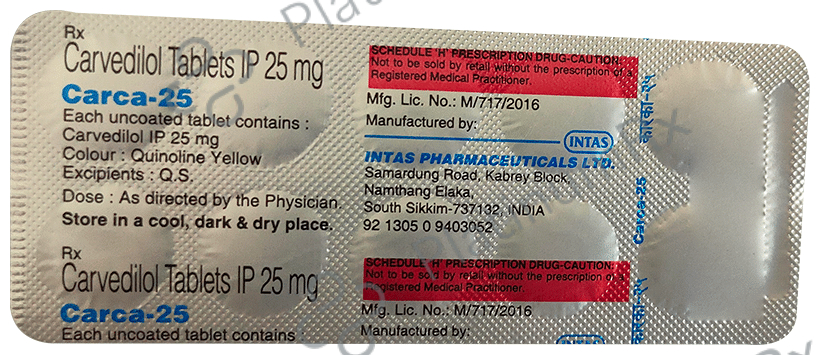 Rx
Carvedilol Tablets IP 25 mg
Carca-25
Each uncoated tablet contains :
Carvedilol IP 25 mg
Colour : Quinoline Yellow
Excipients : Q.S.
Dose : As directed by the Physician.
Store in a cool, dark & dry place.
Rx
Carvedilol Tablets IP 25 mg
Carca-25
Each uncoated tablet contains :
SCHEDULE 'H' PRESCRIPTION DRUG-CAUTION:
Not to be sold by retail without the prescription of a
Registered Medical Practitioner.
Mfg. Lic. No.: M/717/2016
Manufactured by:
INTAS
INTAS PHARMACEUTICALS LTD.
Samardung Road, Kabrey Block,
Namthang Elaka,
South Sikkim-737132, INDIA
92 1305 0 9403052
SCHEDULE 'H' PRESCRIPTION DRUG-CAUTION:
Not to be sold by retail without the prescription of a
Registered Medical Practitioner.
Mfg. Lic. No.: M/717/2016
Manufactured by:
कारका-२५
Carca-25